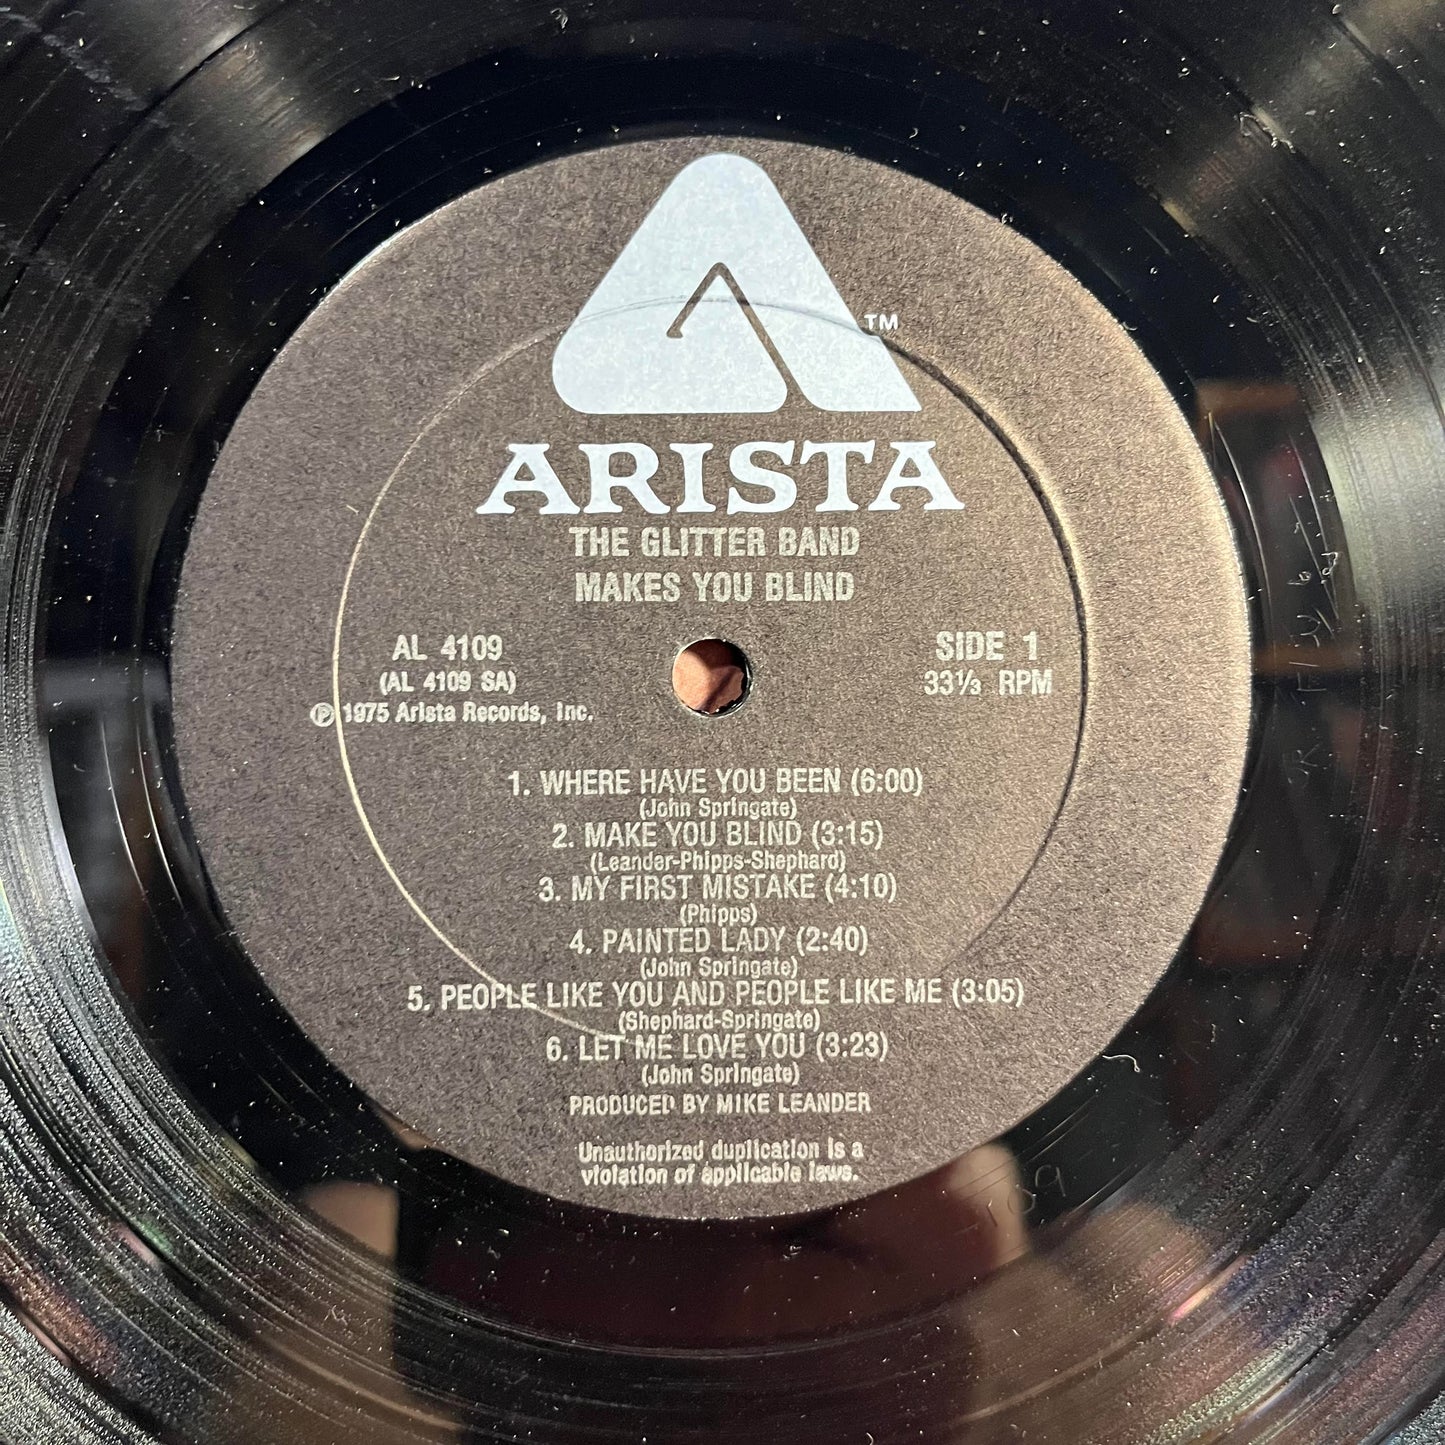 TM
ARISTA
THE GLITTER BAND
MAKES YOU BLIND
AL 4109
(AL 4109 SA)
℗ 1975 Arista Records, Inc.
SIDE 1
33⅓ RPM
1. WHERE HAVE YOU BEEN (6:00)
(John Springate)
2. MAKE YOU BLIND (3:15)
(Leander-Phipps-Shephard)
3. MY FIRST MISTAKE (4:10)
(Phipps)
4. PAINTED LADY (2:40)
(John Springate)
5. PEOPLE LIKE YOU AND PEOPLE LIKE ME (3:05)
(Shephard-Springate)
6. LET ME LOVE YOU (3:23)
(John Springate)
PRODUCED BY MIKE LEANDER
Unauthorized duplication is a
violation of applicable laws.